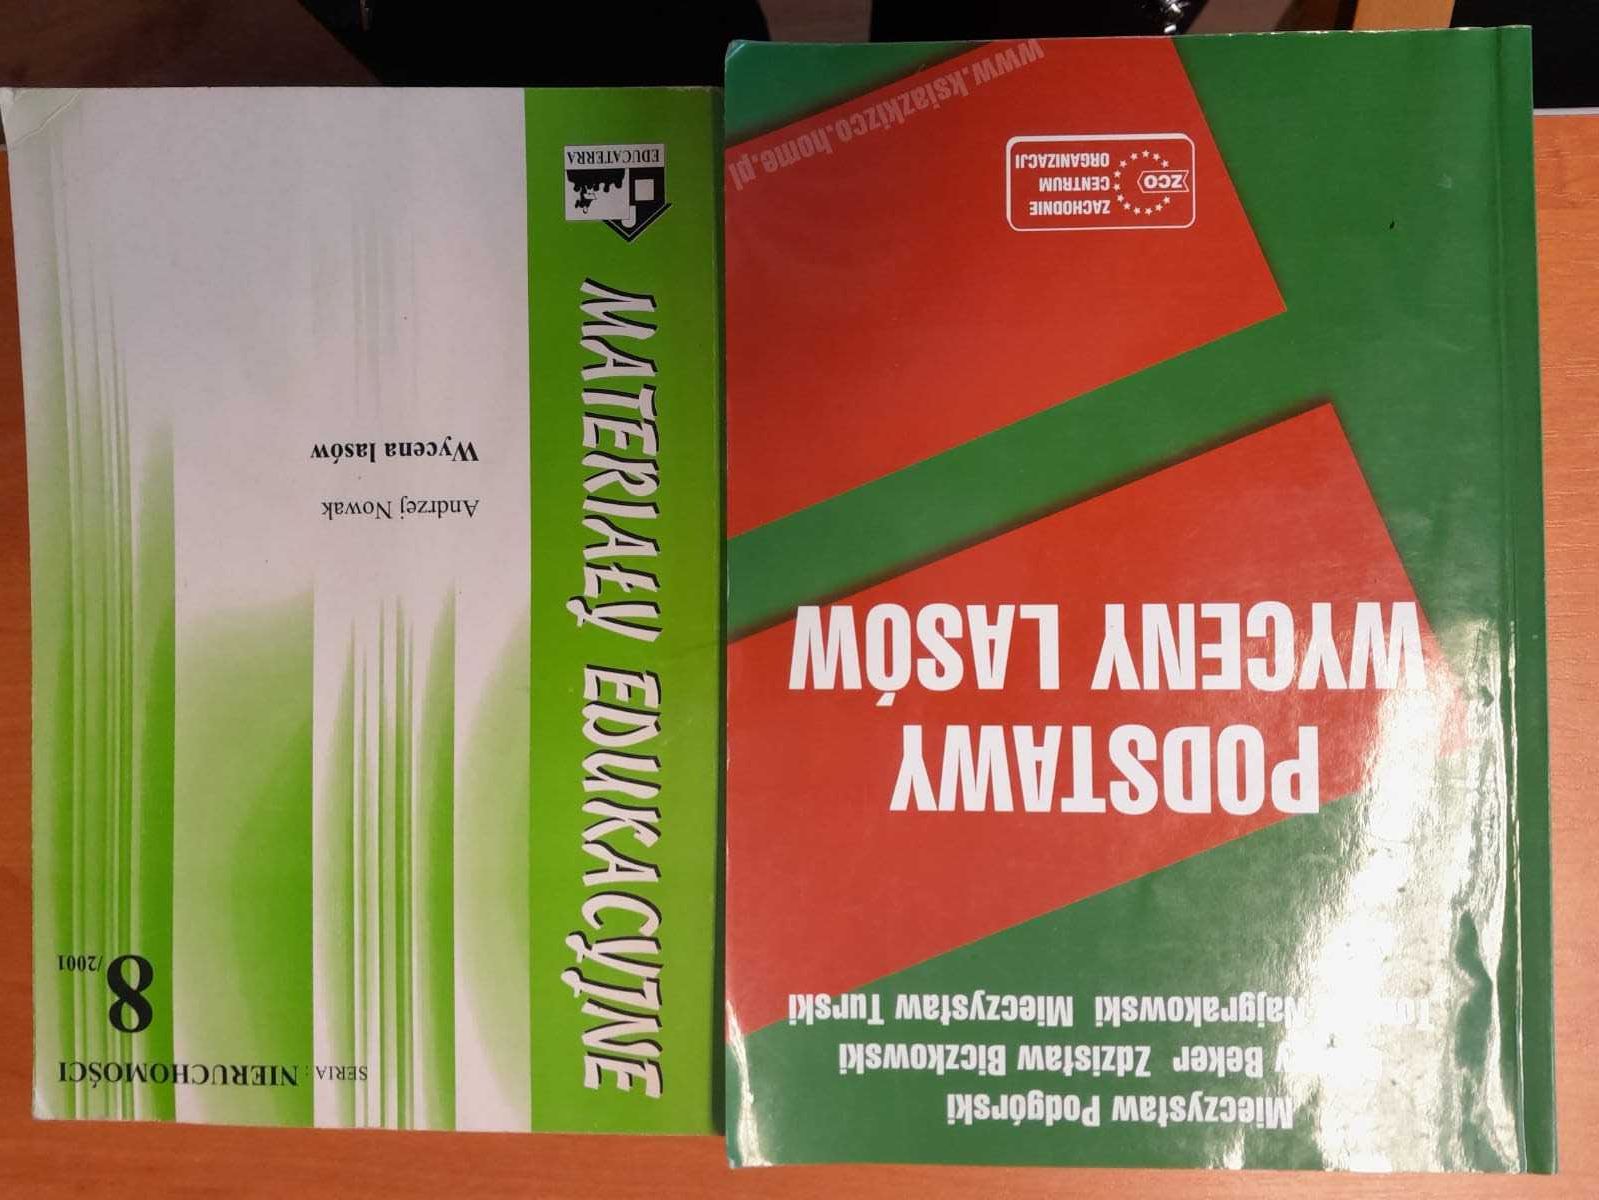 SERIA : NIERUCHOMOŚCI
8/2001
Andrzej Nowak
Wycena lasów
MATERIAŁY EDUKACYJNE
EDUCATERRA
Mieczysław Podgórski
Beker Zdzisław Biczkowski
Najgrakowski Mieczysław Turski
PODSTAWY
WYCENY LASÓW
ZACHODNIE
CENTRUM
ORGANIZACJI
ZCO
www.ksiazkizco.home.pl